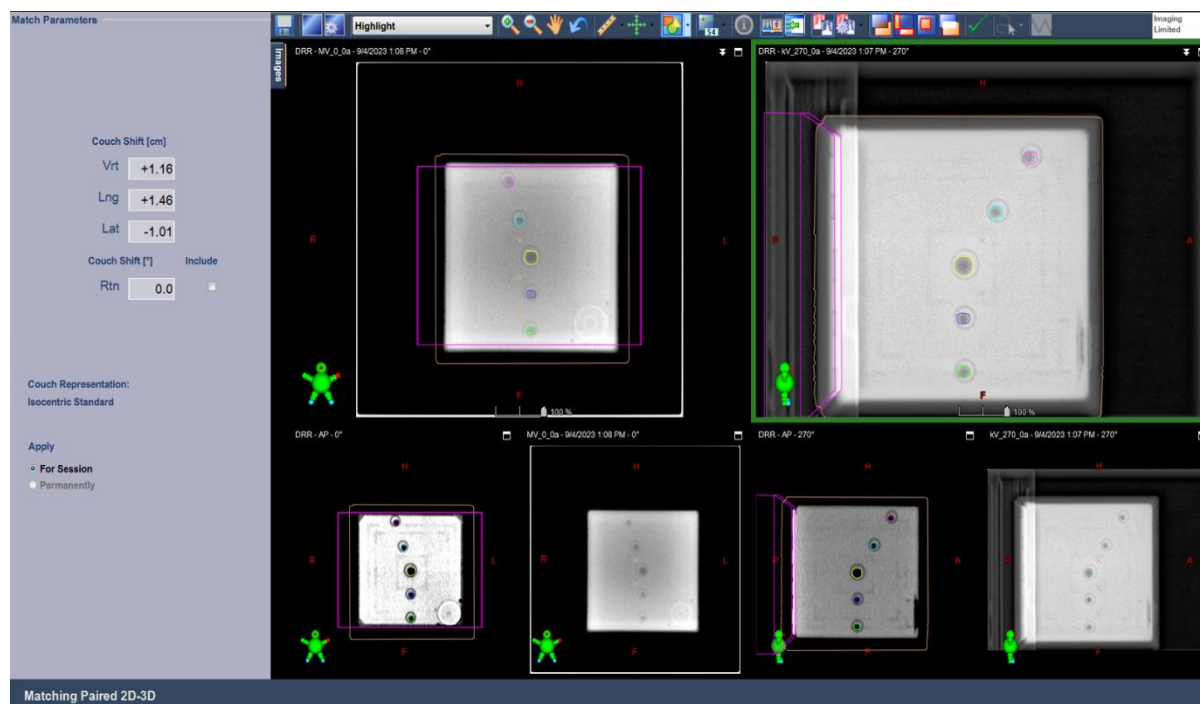 Match Parameters
Highlight
54
Imaging
Limited
Images
DRR - MV_0_0a - 9/4/2023 1:08 PM - 0°
H
R
L
F
100 %
DRR - kV_270_0a - 9/4/2023 1:07 PM - 270°
H
P
A
F
100 %
Couch Shift [cm]
Vrt +1.16
Lng +1.46
Lat -1.01
Couch Shift [°] Include
Rtn 0.0
Couch Representation:
Isocentric Standard
Apply
For Session
Permanently
DRR - AP - 0°
H
R
L
F
MV_0_0a - 9/4/2023 1:08 PM - 0°
H
R
L
F
DRR - AP - 270°
H
P
A
F
kV_270_0a - 9/4/2023 1:07 PM - 270°
H
P
A
F
Matching Paired 2D-3D